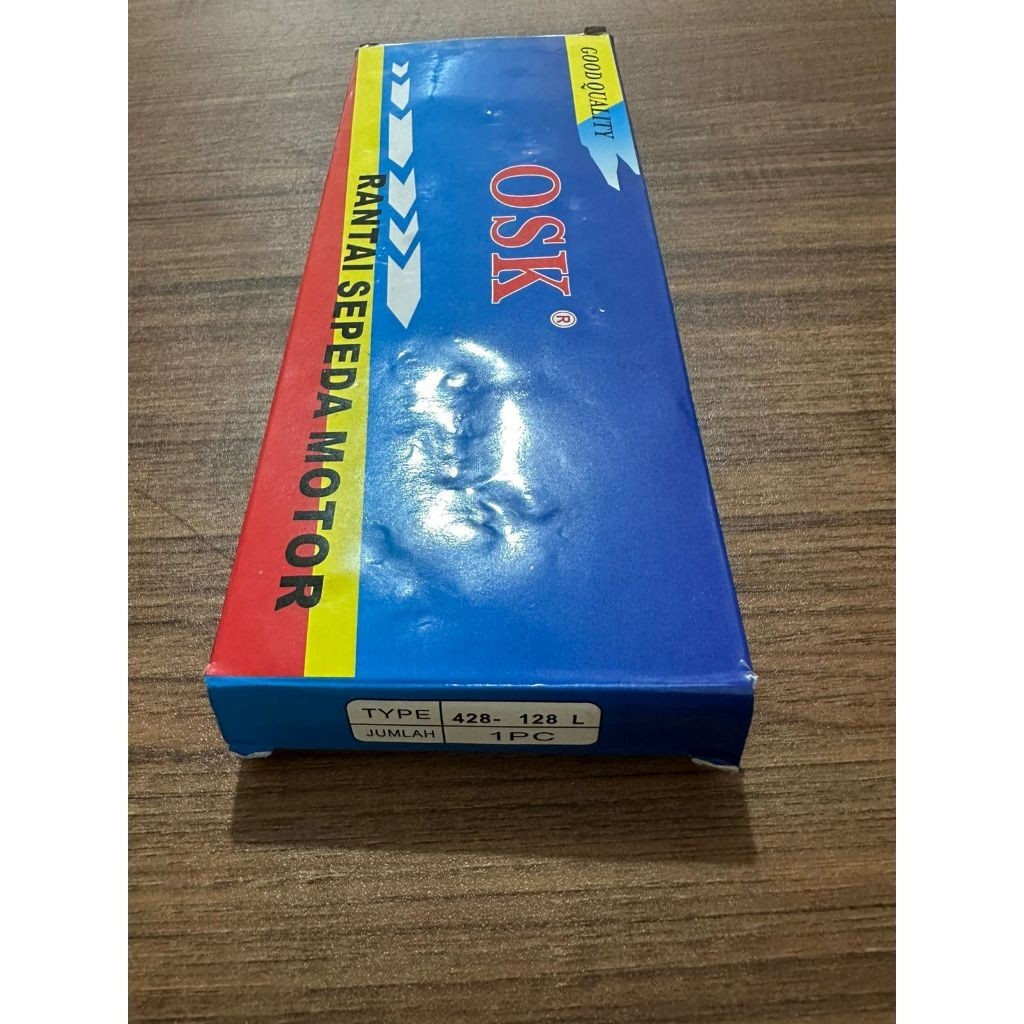 GOOD QUALITY
OSK ®
RANTAI SEPEDA MOTOR
TYPE 428- 128 L
JUMLAH 1PC